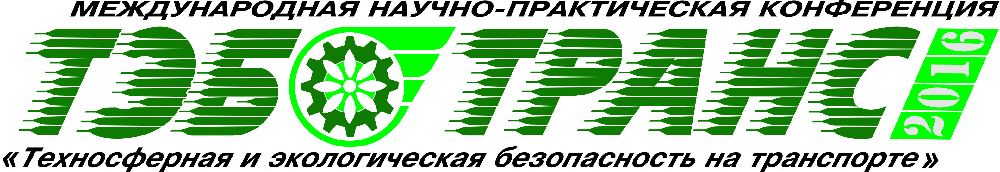 МЕЖДУНАРОДНАЯ НАУЧНО-ПРАКТИЧЕСКАЯ КОНФЕРЕНЦИЯ
ТЭБ ТРАНС 2016
«Техносферная и экологическая безопасность на транспорте»